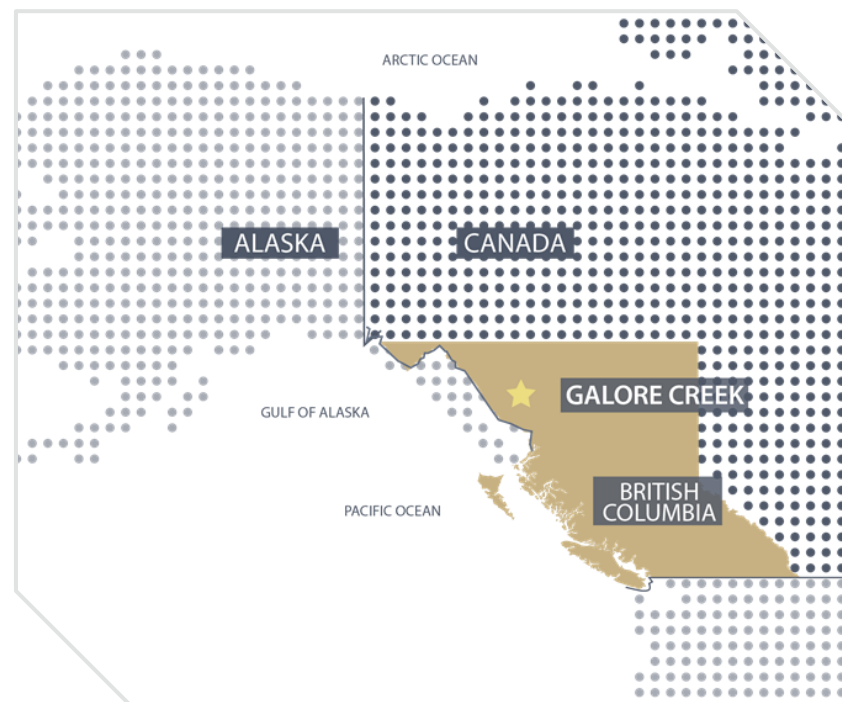 ARCTIC OCEAN
ALASKA
CANADA
GALORE CREEK
GULF OF ALASKA
BRITISH
COLUMBIA
PACIFIC OCEAN